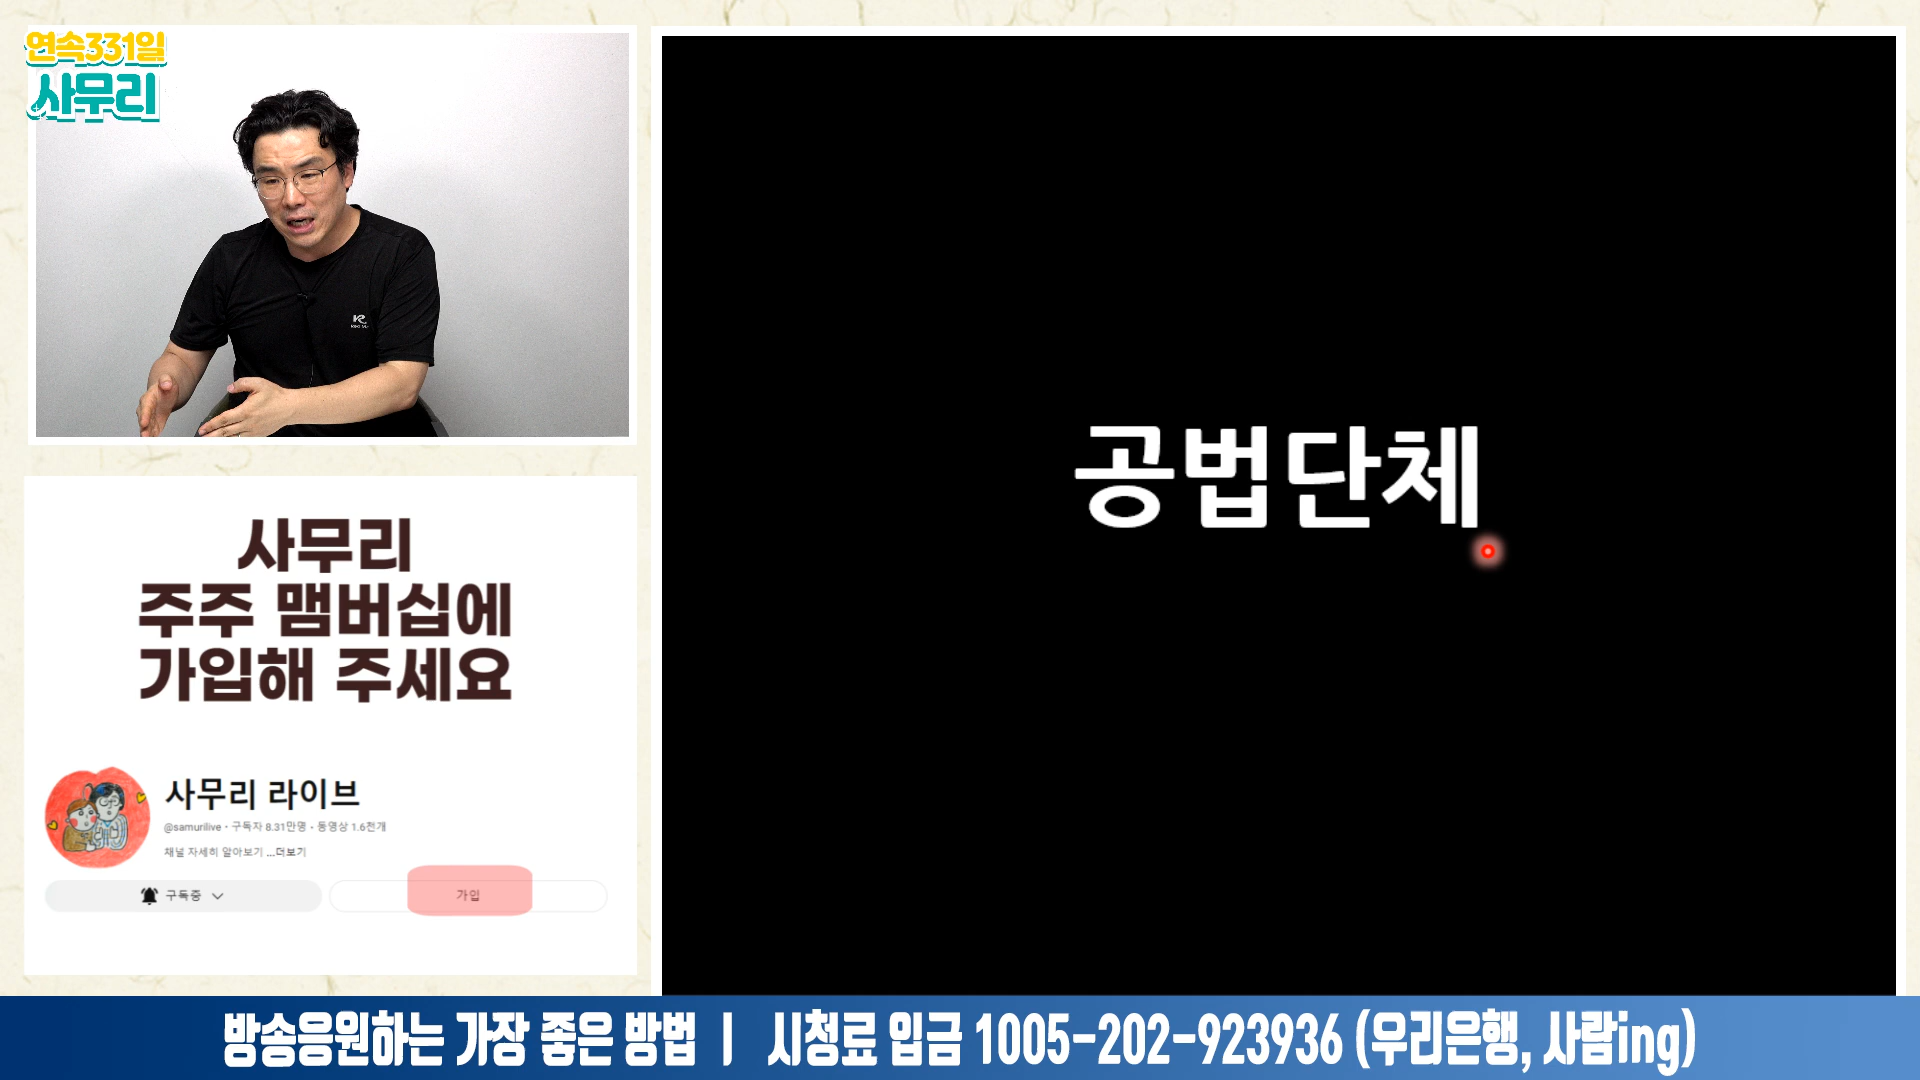 연속331일
사무리
공법단체
사무리
주주 맴버십에
가입해 주세요
사무리 라이브
@samurilive • 구독자 8.31만명 • 동영상 1.6천개
채널 자세히 알아보기 ...더보기
구독중
가입
방송응원하는 가장 좋은 방법 | 시청료 입금 1005-202-923936 (우리은행, 사람ing)